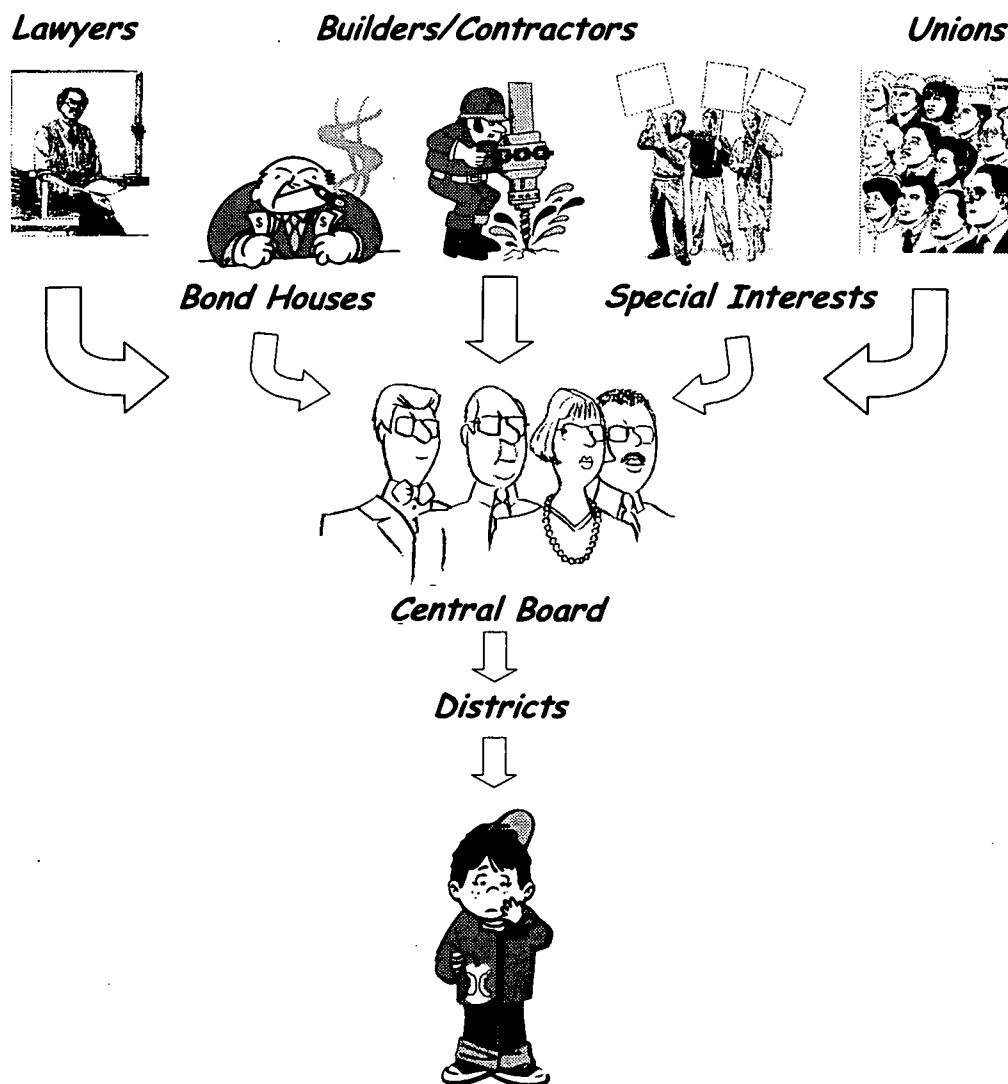 Lawyers Builders/Contractors Unions
Bond Houses Special Interests
Central Board
Districts